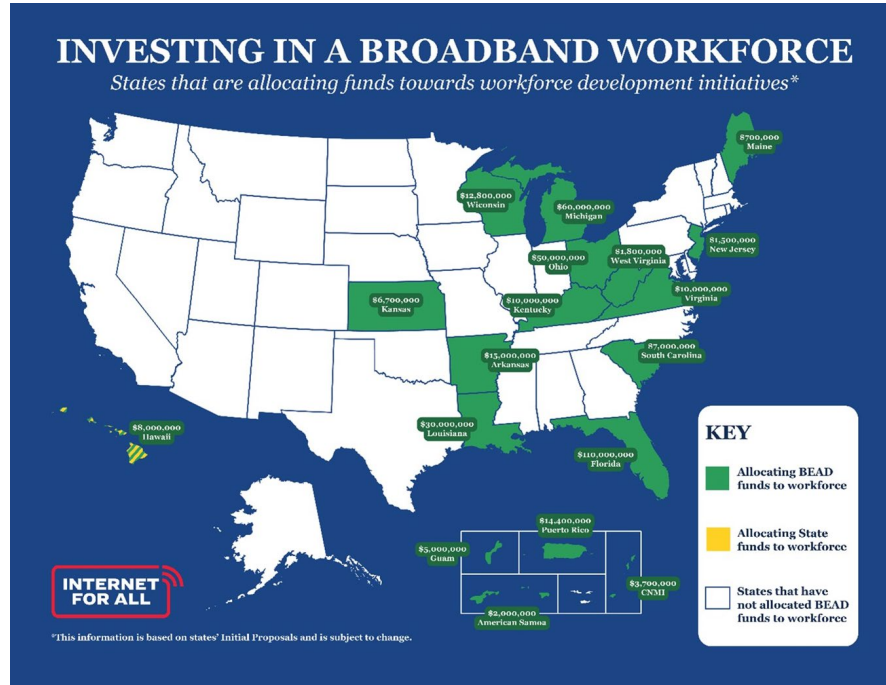 INVESTING IN A BROADBAND WORKFORCE
States that are allocating funds towards workforce development initiatives*
$700,000
Maine
$12,800,000
Wiconsin
$60,000,000
Michigan
$1,500,000
New Jersey
$1,800,000
West Virginia
$50,000,000
Ohio
$10,000,000
Virginia
$6,700,000
Kansas
$10,000,000
Kentucky
$7,000,000
South Carolina
$15,000,000
Arkansas
$8,000,000
Hawaii
$30,000,000
Louisiana
$110,000,000
Florida
KEY
Allocating BEAD
funds to workforce
Allocating State
funds to workforce
States that have
not allocated BEAD
funds to workforce
$14,400,000
Puerto Rico
$5,000,000
Guam
$3,700,000
CNMI
$2,000,000
American Samoa
INTERNET
FOR ALL
*This information is based on states' Initial Proposals and is subject to change.